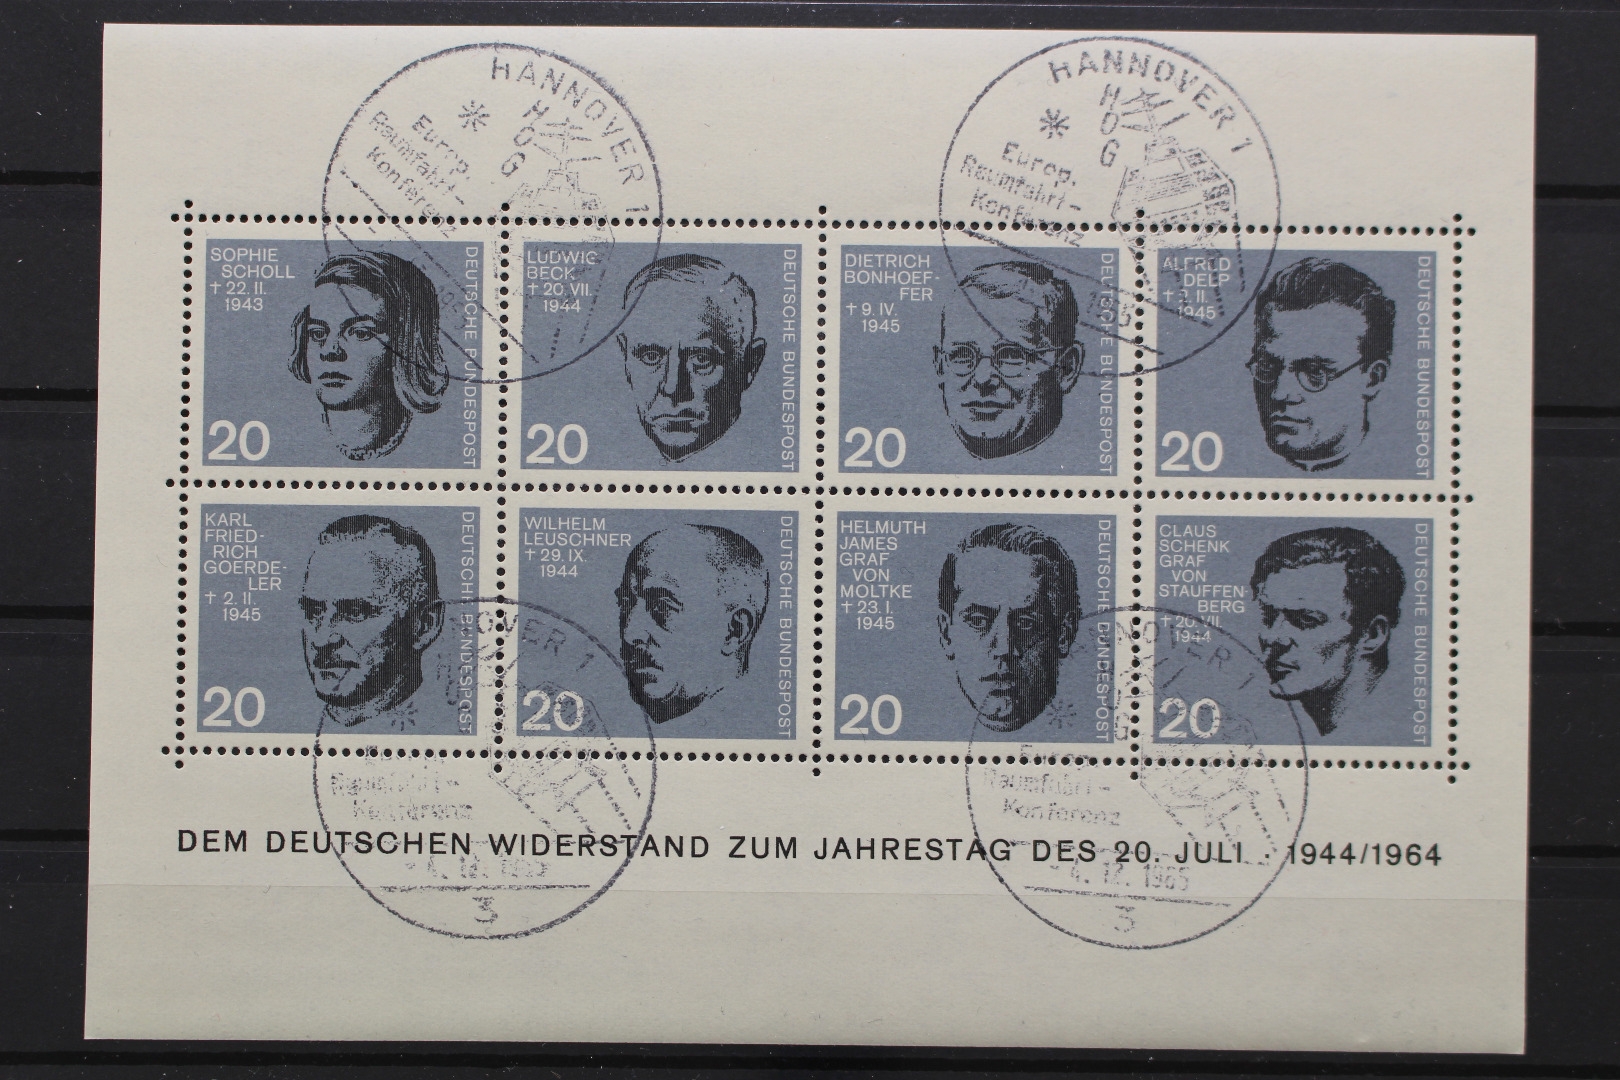 HANNOVER 1
HOG
Europ.
Raumfahrt-
Konferenz
HANNOVER 1
HOG
Europ.
Raumfahrt-
Konferenz
SOPHIE
SCHOLL
† 22. II.
1943
DEUTSCHE BUNDESPOST
20
LUDWIG
BECK
† 20. VII.
1944
DEUTSCHE BUNDESPOST
20
DIETRICH
BONHOEF-
FER
† 9. IV.
1945
DEUTSCHE BUNDESPOST
20
ALFRED
DELP
† 2. II.
1945
DEUTSCHE BUNDESPOST
20
KARL
FRIED-
RICH
GOERDE-
LER
† 2. II.
1945
DEUTSCHE BUNDESPOST
20
WILHELM
LEUSCHNER
† 29. IX.
1944
DEUTSCHE BUNDESPOST
20
HELMUTH
JAMES
GRAF
VON
MOLTKE
† 23. I.
1945
DEUTSCHE BUNDESPOST
20
CLAUS
SCHENK
GRAF
VON
STAUFFEN-
BERG
† 20. VII.
1944
DEUTSCHE BUNDESPOST
20
Raumfahrt-
Konferenz
Europ.
Raumfahrt-
Konferenz
DEM DEUTSCHEN WIDERSTAND ZUM JAHRESTAG DES 20. JULI · 1944/1964
-4. 12. 1965
3
-4. 12. 1965
3